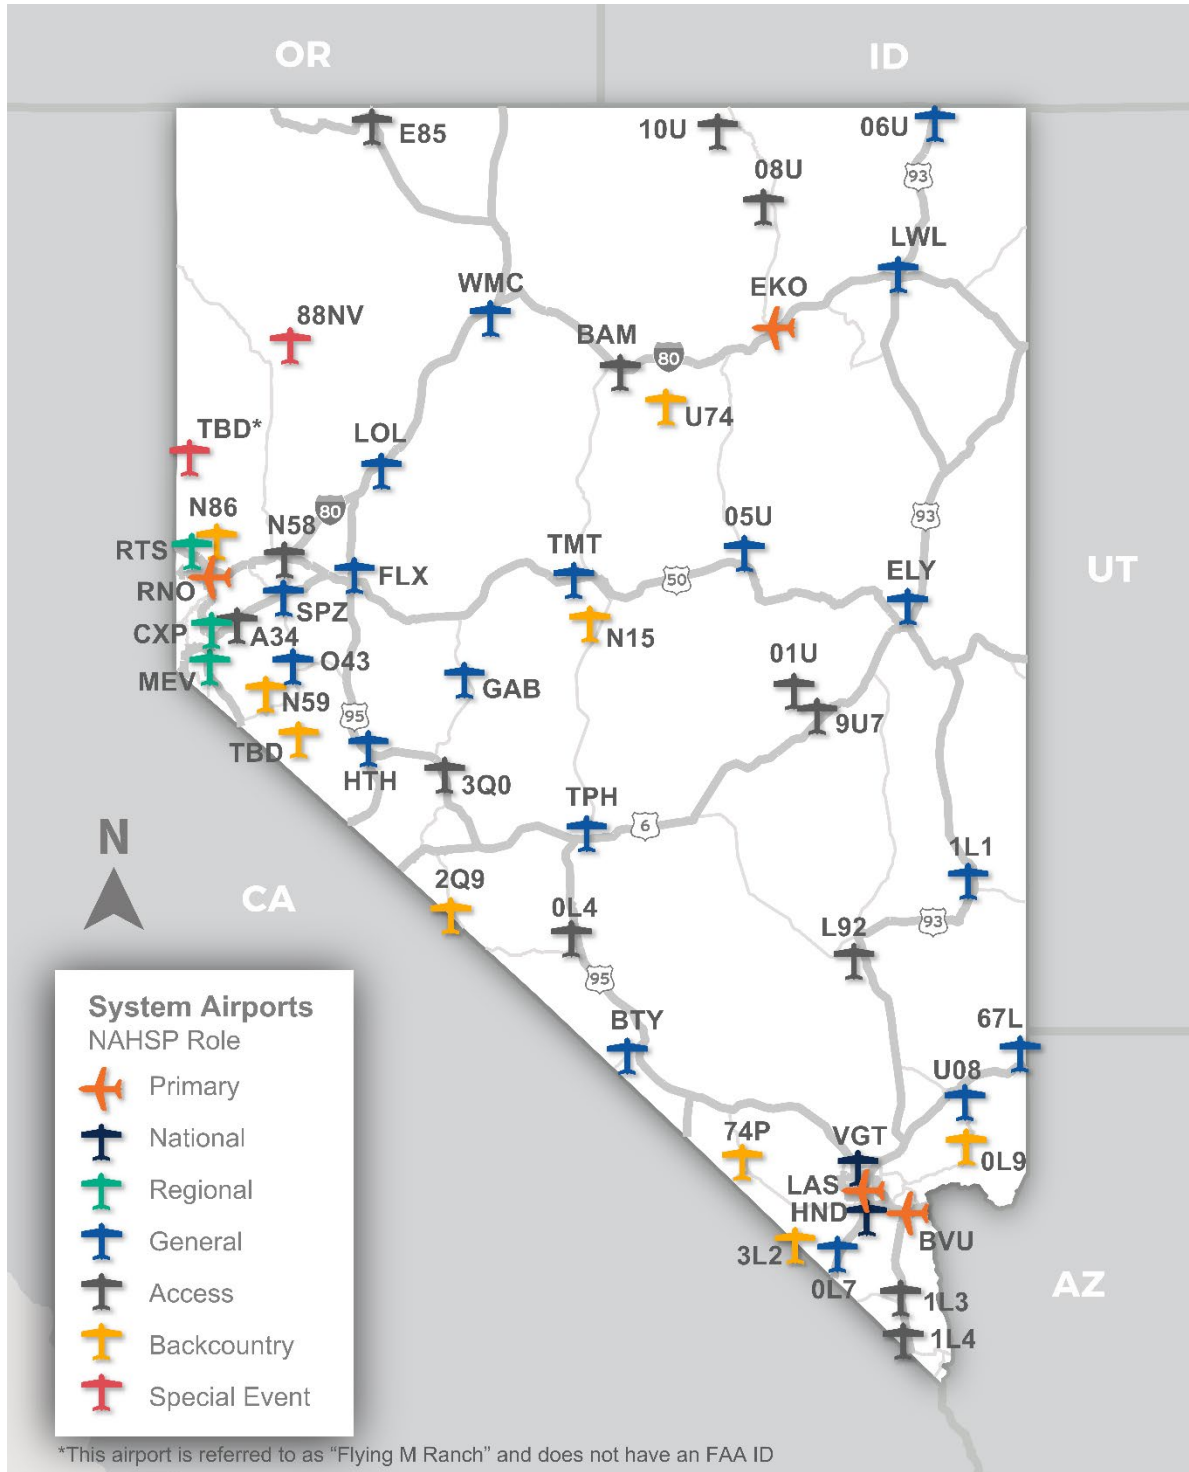 OR
ID
E85
10U
06U
08U
93
LWL
WMC
EKO
88NV
BAM
80
U74
TBD*
LOL
N86
80
N58
05U
93
RTS
TMT
UT
RNO
FLX
50
ELY
SPZ
CXP
A34
N15
O43
01U
MEV
GAB
N59
95
9U7
TBD
HTH
3Q0
TPH
6
N
1L1
2Q9
CA
0L4
L92
93
95
System Airports
NAHSP Role
Primary
National
Regional
General
Access
Backcountry
Special Event
BTY
67L
U08
74P
VGT
0L9
LAS
HND
BVU
3L2
0L7
AZ
1L3
1L4
*This airport is referred to as “Flying M Ranch” and does not have an FAA ID